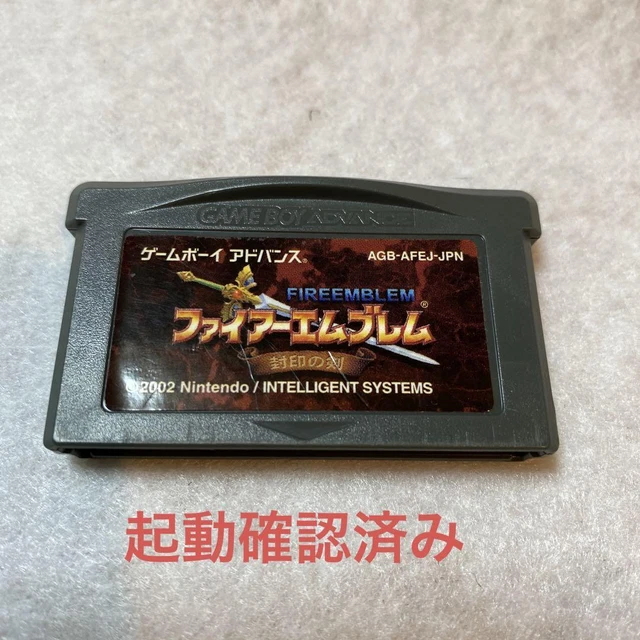 GAME BOY ADVANCE
ゲームボーイ アドバンス®
AGB-AFEJ-JPN
FIREEMBLEM
ファイアーエムブレム®
封印の剣
©2002 Nintendo / INTELLIGENT SYSTEMS
起動確認済み